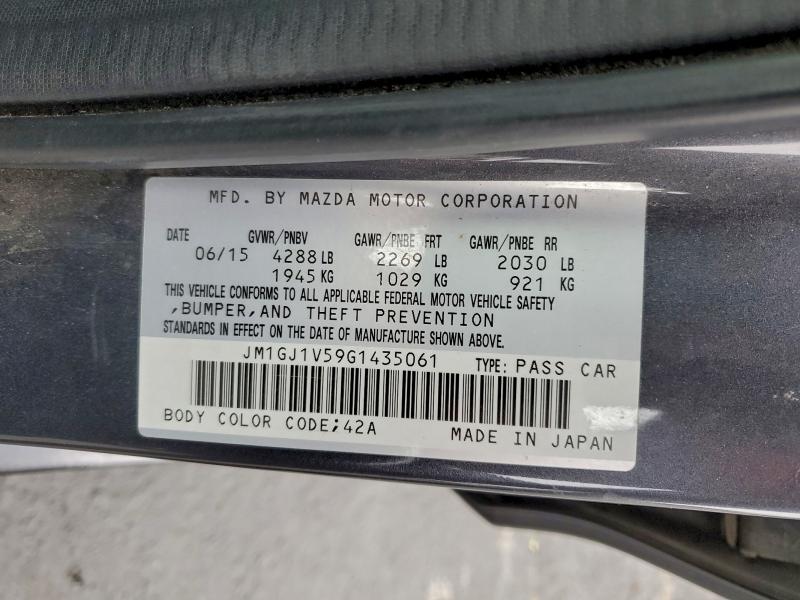 MFD. BY MAZDA MOTOR CORPORATION
DATE GVWR/PNBV GAWR/PNBE FRT GAWR/PNBE RR
06/15 4288 LB 2269 LB 2030 LB
1945 KG 1029 KG 921 KG
THIS VEHICLE CONFORMS TO ALL APPLICABLE FEDERAL MOTOR VEHICLE SAFETY
,BUMPER,AND THEFT PREVENTION
STANDARDS IN EFFECT ON THE DATE OF MANUFACTURE SHOWN ABOVE.
JM1GJ1V59G1435061 TYPE: PASS CAR
BODY COLOR CODE;42A MADE IN JAPAN